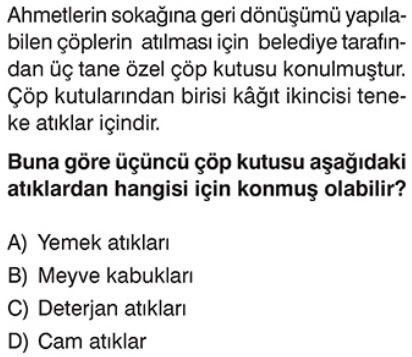 Ahmetlerin sokağına geri dönüşümü yapıla-
bilen çöplerin atılması için belediye tarafın-
dan üç tane özel çöp kutusu konulmuştur.
Çöp kutularından birisi kâğıt ikincisi tene-
ke atıklar içindir.
Buna göre üçüncü çöp kutusu aşağıdaki
atıklardan hangisi için konmuş olabilir?
A) Yemek atıkları
B) Meyve kabukları
C) Deterjan atıkları
D) Cam atıklar